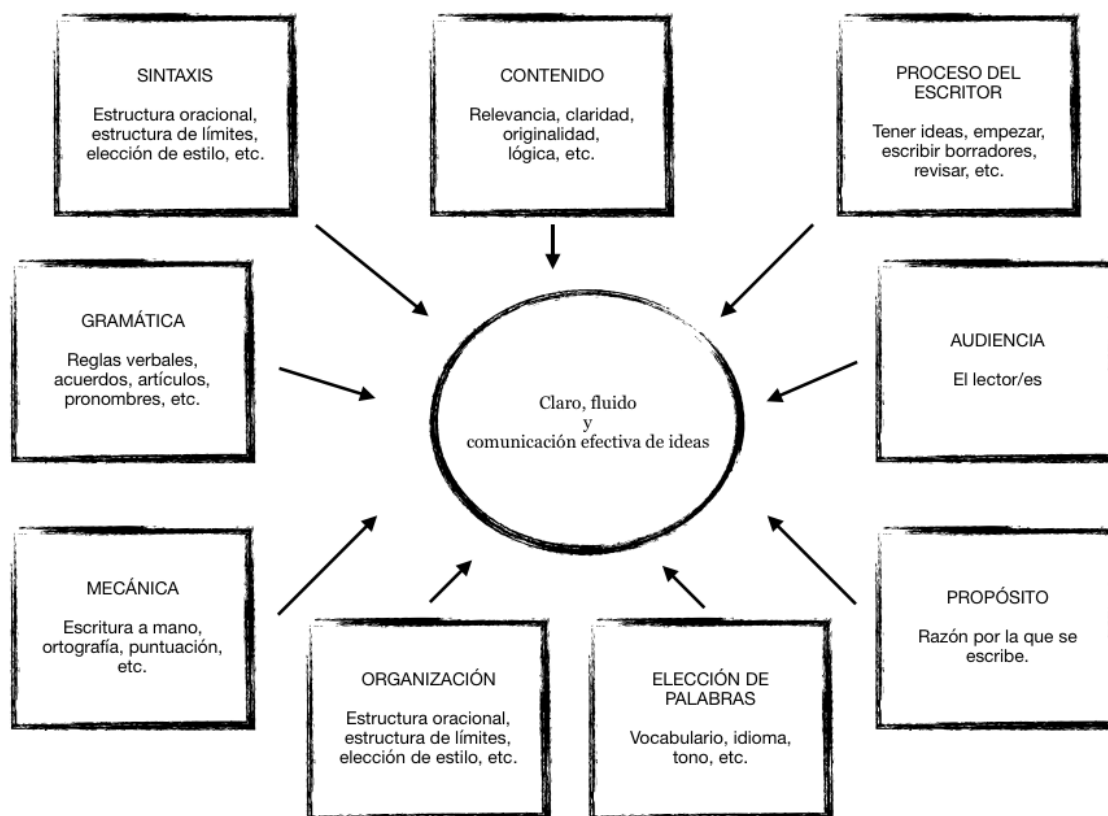 SINTAXIS
Estructura oracional,
estructura de límites,
elección de estilo, etc.
CONTENIDO
Relevancia, claridad,
originalidad,
lógica, etc.
PROCESO DEL
ESCRITOR
Tener ideas, empezar,
escribir borradores,
revisar, etc.
GRAMÁTICA
Reglas verbales,
acuerdos, artículos,
pronombres, etc.
Claro, fluido
y
comunicación efectiva de ideas
AUDIENCIA
El lector/es
MECÁNICA
Escritura a mano,
ortografía, puntuación,
etc.
ORGANIZACIÓN
Estructura oracional,
estructura de límites,
elección de estilo, etc.
ELECCIÓN DE
PALABRAS
Vocabulario, idioma,
tono, etc.
PROPÓSITO
Razón por la que se
escribe.